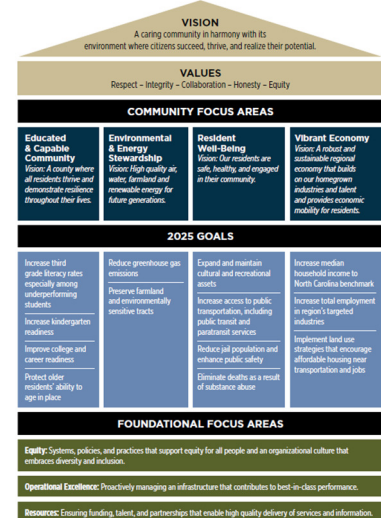 VISION
A caring community in harmony with its
environment where citizens succeed, thrive, and realize their potential.
VALUES
Respect – Integrity – Collaboration – Honesty – Equity
COMMUNITY FOCUS AREAS
Educated
& Capable
Community
Vision: A county where
all residents thrive and
demonstrate resilience
throughout their lives.
Environmental
& Energy
Stewardship
Vision: High quality air,
water, farmland and
renewable energy for
future generations.
Resident
Well-Being
Vision: Our residents are
safe, healthy, and engaged
in their community.
Vibrant Economy
Vision: A robust and
sustainable regional
economy that builds
on our homegrown
industries and talent
and provides economic
mobility for residents.
2025 GOALS
Increase third
grade literacy rates
especially among
underperforming
students
Increase kindergarten
readiness
Improve college and
career readiness
Protect older
residents' ability to
age in place
Reduce greenhouse gas
emissions
Preserve farmland
and environmentally
sensitive tracts
Expand and maintain
cultural and recreational
assets
Increase access to public
transportation, including
public transit and
paratransit services
Reduce jail population and
enhance public safety
Eliminate deaths as a result
of substance abuse
Increase median
household income to
North Carolina benchmark
Increase total employment
in region's targeted
industries
Implement land use
strategies that encourage
affordable housing near
transportation and jobs
FOUNDATIONAL FOCUS AREAS
Equity: Systems, policies, and practices that support equity for all people and an organizational culture that
embraces diversity and inclusion.
Operational Excellence: Proactively managing an infrastructure that contributes to best-in-class performance.
Resources: Ensuring funding, talent, and partnerships that enable high quality delivery of services and information.